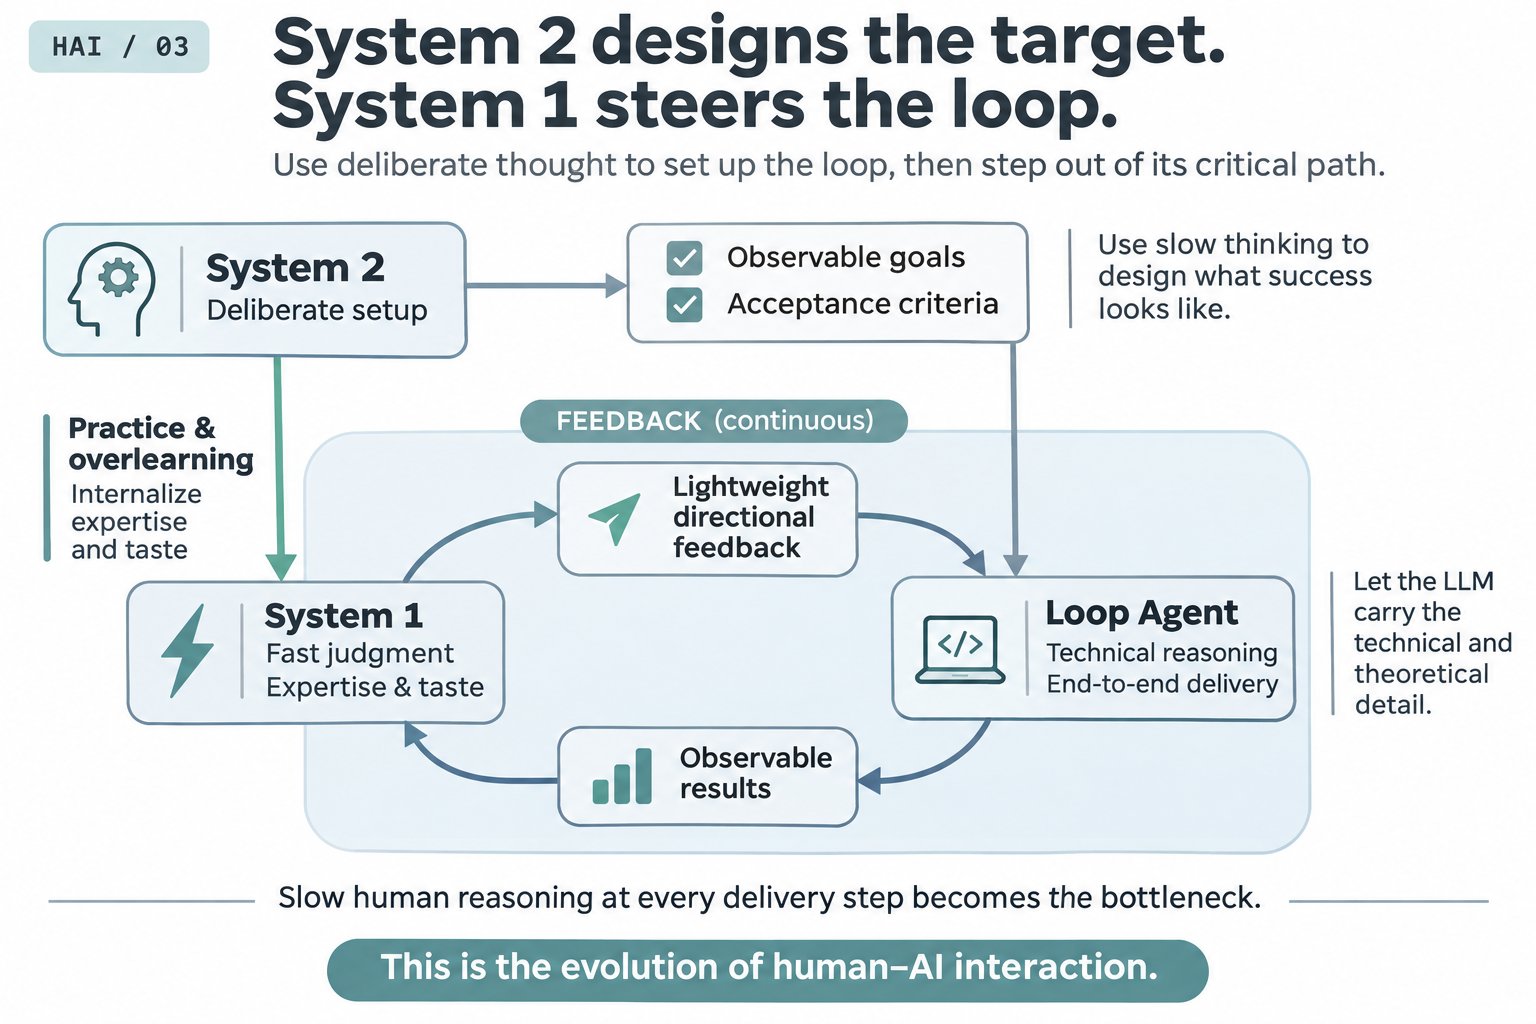 HAI / 03
System 2 designs the target.
System 1 steers the loop.
Use deliberate thought to set up the loop, then step out of its critical path.
System 2
Deliberate setup
Observable goals
Acceptance criteria
Use slow thinking to
design what success
looks like.
Practice &
overlearning
Internalize
expertise
and taste
FEEDBACK (continuous)
Lightweight
directional
feedback
System 1
Fast judgment
Expertise & taste
Loop Agent
Technical reasoning
End-to-end delivery
Let the LLM
carry the
technical and
theoretical
detail.
Observable
results
Slow human reasoning at every delivery step becomes the bottleneck.
This is the evolution of human–AI interaction.